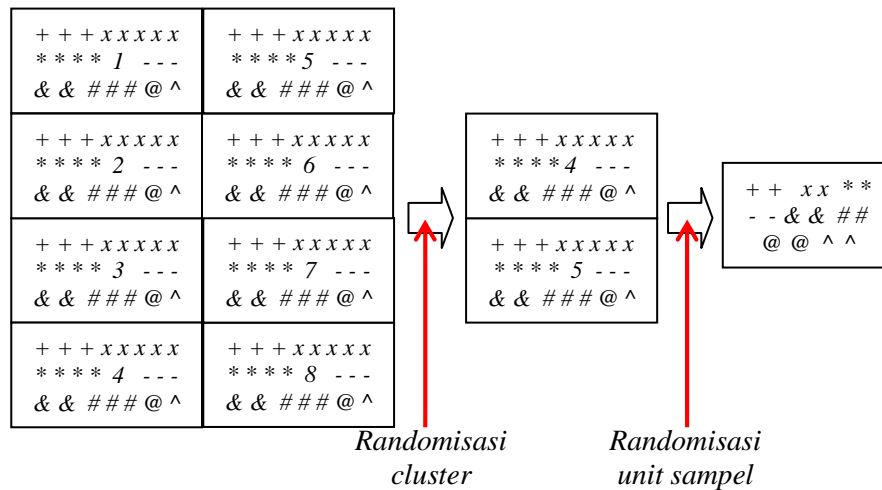 + + + x x x x x
* * * * 1 - - -
& & # # # @ ^
+ + + x x x x x
* * * * 5 - - -
& & # # # @ ^
+ + + x x x x x
* * * * 2 - - -
& & # # # @ ^
+ + + x x x x x
* * * * 6 - - -
& & # # # @ ^
+ + + x x x x x
* * * * 3 - - -
& & # # # @ ^
+ + + x x x x x
* * * * 7 - - -
& & # # # @ ^
+ + + x x x x x
* * * * 4 - - -
& & # # # @ ^
+ + + x x x x x
* * * * 8 - - -
& & # # # @ ^
+ + + x x x x x
* * * * 4 - - -
& & # # # @ ^
+ + + x x x x x
* * * * 5 - - -
& & # # # @ ^
+ + x x * *
- - & & # #
@ @ ^ ^
Randomisasi
cluster
Randomisasi
unit sampel